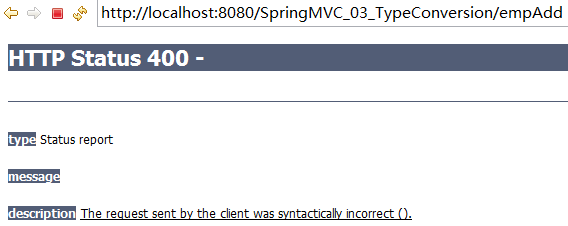 http://localhost:8080/SpringMVC_03_TypeConversion/empAdd
HTTP Status 400 -
type Status report
message
description The request sent by the client was syntactically incorrect ().